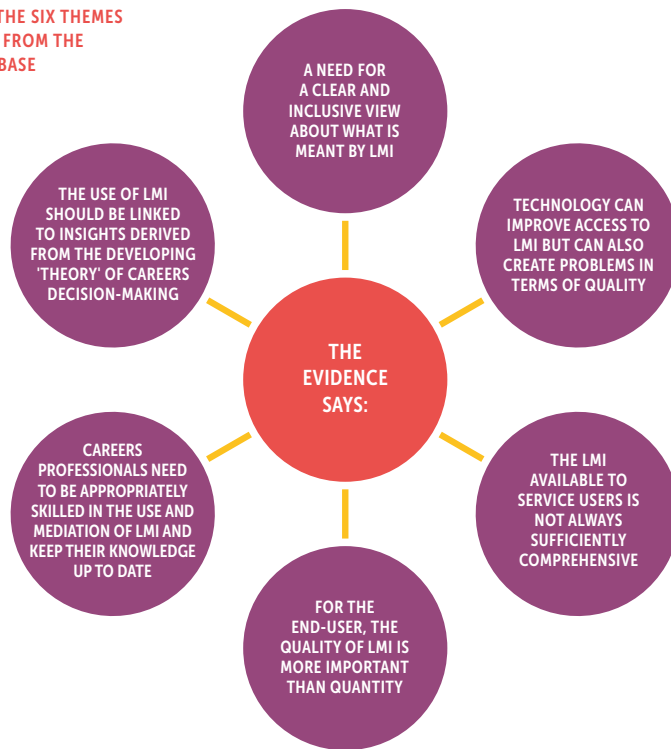 THE SIX THEMES
FROM THE
BASE
A NEED FOR
A CLEAR AND
INCLUSIVE VIEW
ABOUT WHAT IS
MEANT BY LMI
TECHNOLOGY CAN
IMPROVE ACCESS TO
LMI BUT CAN ALSO
CREATE PROBLEMS IN
TERMS OF QUALITY
THE LMI
AVAILABLE TO
SERVICE USERS IS
NOT ALWAYS
SUFFICIENTLY
COMPREHENSIVE
FOR THE
END-USER, THE
QUALITY OF LMI IS
MORE IMPORTANT
THAN QUANTITY
CAREERS
PROFESSIONALS NEED
TO BE APPROPRIATELY
SKILLED IN THE USE AND
MEDIATION OF LMI AND
KEEP THEIR KNOWLEDGE
UP TO DATE
THE USE OF LMI
SHOULD BE LINKED
TO INSIGHTS DERIVED
FROM THE DEVELOPING
'THEORY' OF CAREERS
DECISION-MAKING
THE
EVIDENCE
SAYS: